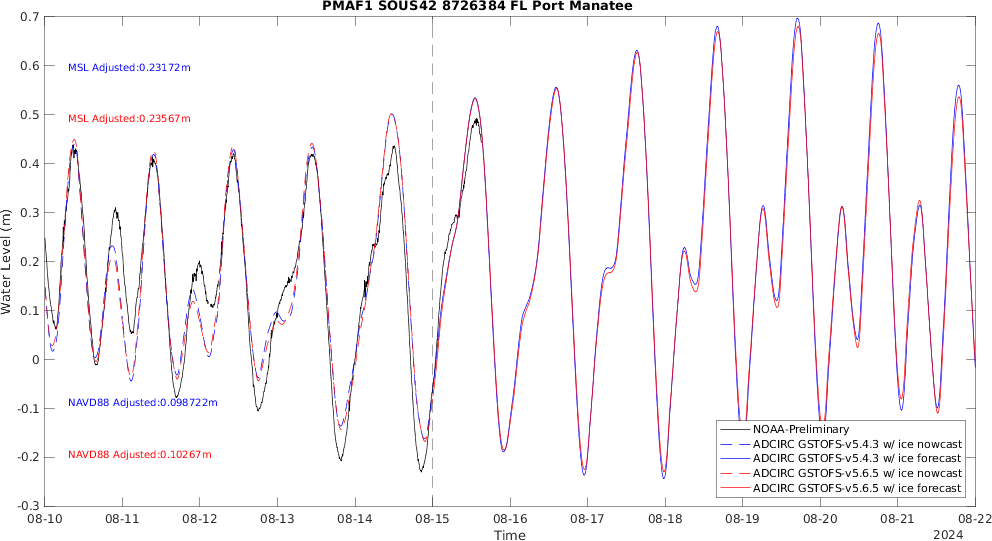 PMAF1 SOUS42 8726384 FL Port Manatee
0.7
0.6
0.5
0.4
0.3
0.2
0.1
0
-0.1
-0.2
-0.3
Water Level (m)
MSL Adjusted:0.23172m
MSL Adjusted:0.23567m
NAVD88 Adjusted:0.098722m
NAVD88 Adjusted:0.10267m
NOAA-Preliminary
ADCIRC GSTOFS-v5.4.3 w/ ice nowcast
ADCIRC GSTOFS-v5.4.3 w/ ice forecast
ADCIRC GSTOFS-v5.6.5 w/ ice nowcast
ADCIRC GSTOFS-v5.6.5 w/ ice forecast
08-10 08-11 08-12 08-13 08-14 08-15 08-16 08-17 08-18 08-19 08-20 08-21 08-22
Time
2024